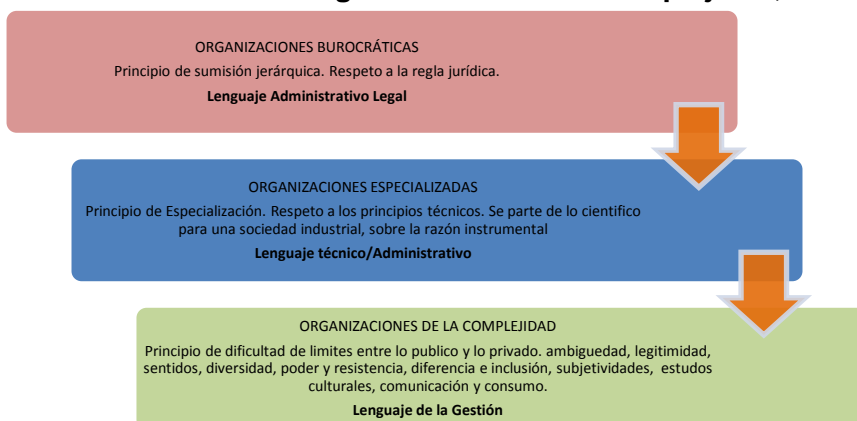 ORGANIZACIONES BUROCRÁTICAS
Principio de sumisión jerárquica. Respeto a la regla jurídica.
Lenguaje Administrativo Legal
ORGANIZACIONES ESPECIALIZADAS
Principio de Especialización. Respeto a los principios técnicos. Se parte de lo cientifico
para una sociedad industrial, sobre la razón instrumental
Lenguaje técnico/Administrativo
ORGANIZACIONES DE LA COMPLEJIDAD
Principio de dificultad de limites entre lo publico y lo privado. ambiguedad, legitimidad,
sentidos, diversidad, poder y resistencia, diferencia e inclusión, subjetividades, estudos
culturales, comunicación y consumo.
Lenguaje de la Gestión